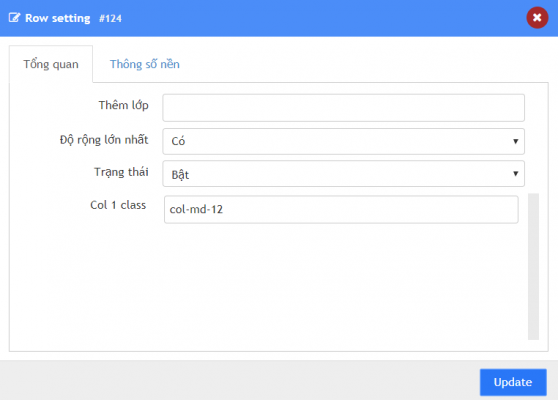 Row setting #124
Tổng quan Thông số nền
Thêm lớp
Độ rộng lớn nhất Có
Trạng thái Bật
Col 1 class col-md-12
Update